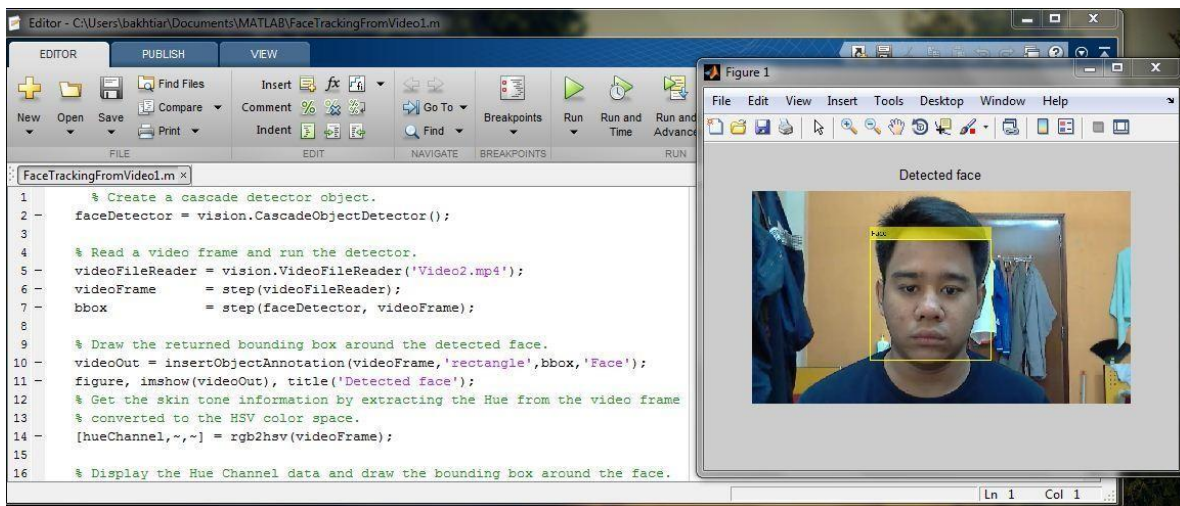 Editor - C:\Users\bakhtiar\Documents\MATLAB\FaceTrackingFromVideo1.m
EDITOR PUBLISH VIEW
New Open Save
Find Files
Compare
Print
FILE
Insert fx
Comment
Indent
EDIT
Go To
Find
NAVIGATE
Breakpoints
BREAKPOINTS
Run Run and Time Run and Advance
RUN
FaceTrackingFromVideo1.m ×
1 % Create a cascade detector object.
2 – faceDetector = vision.CascadeObjectDetector();
3
4 % Read a video frame and run the detector.
5 – videoFileReader = vision.VideoFileReader('Video2.mp4');
6 – videoFrame = step(videoFileReader);
7 – bbox = step(faceDetector, videoFrame);
8
9 % Draw the returned bounding box around the detected face.
10 – videoOut = insertObjectAnnotation(videoFrame,'rectangle',bbox,'Face');
11 – figure, imshow(videoOut), title('Detected face');
12 % Get the skin tone information by extracting the Hue from the video frame
13 % converted to the HSV color space.
14 – [hueChannel,~,~] = rgb2hsv(videoFrame);
15
16 % Display the Hue Channel data and draw the bounding box around the face.
Figure 1
File Edit View Insert Tools Desktop Window Help
Detected face
Face
Ln 1 Col 1